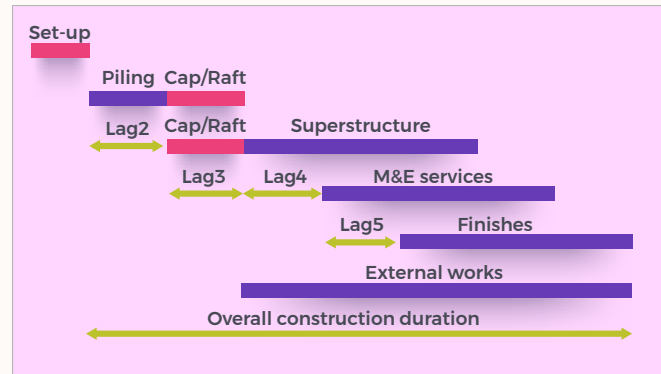 Set-up
Piling Cap/Raft
Lag2 Cap/Raft Superstructure
Lag3 Lag4 M&E services
Lag5 Finishes
External works
Overall construction duration